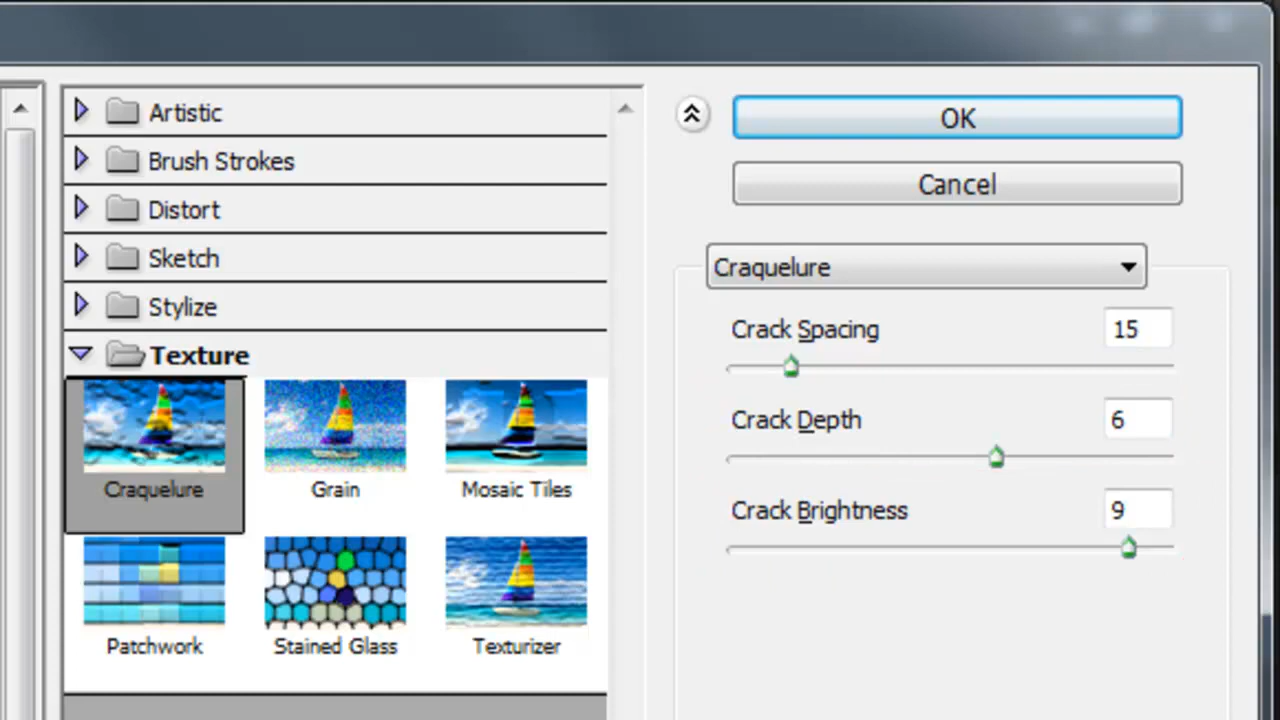 Artistic
Brush Strokes
Distort
Sketch
Stylize
Texture
Craquelure
Grain
Mosaic Tiles
Patchwork
Stained Glass
Texturizer
OK
Cancel
Craquelure
Crack Spacing 15
Crack Depth 6
Crack Brightness 9